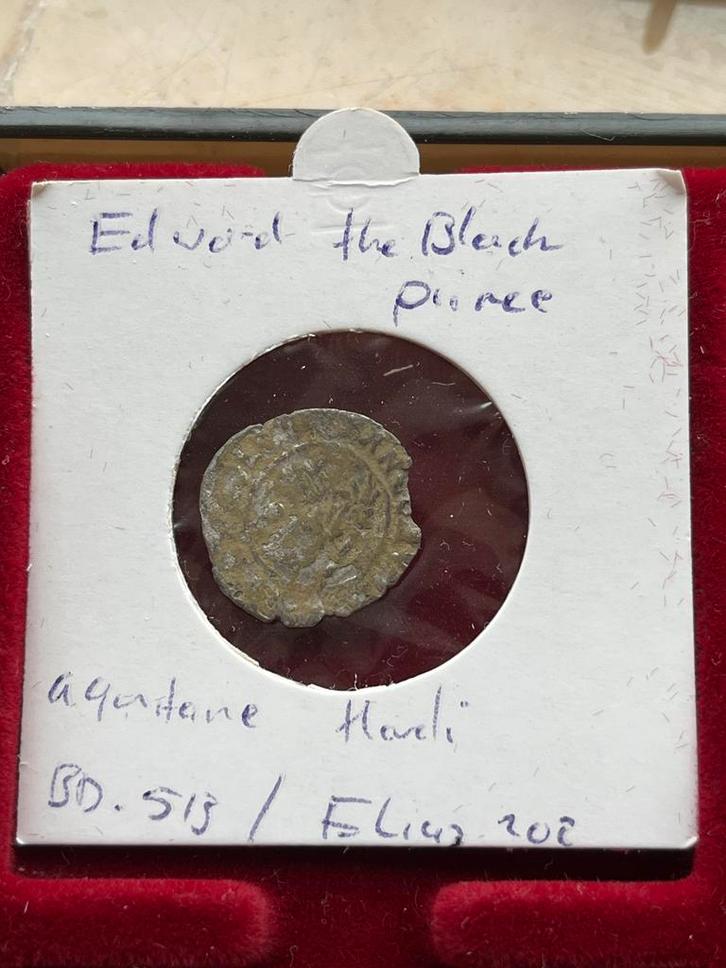 Edward the Black
Prince
aquitane Hardi
BD. 513 / Elias 202